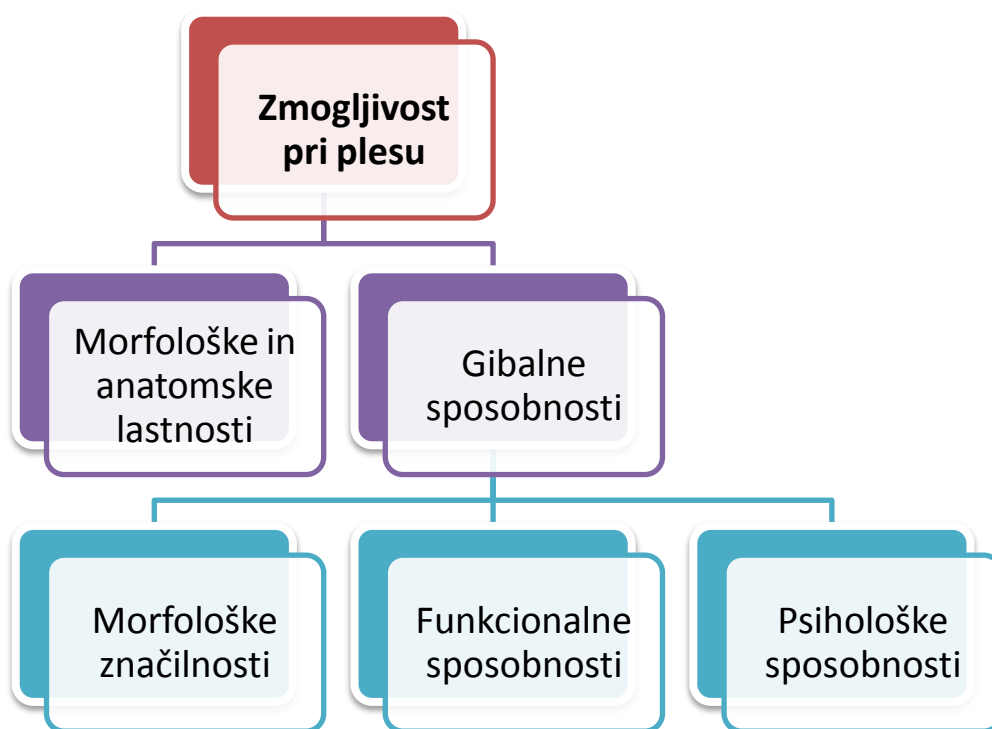 Zmogljivost
pri plesu
Morfološke in
anatomske
lastnosti
Gibalne
sposobnosti
Morfološke
značilnosti
Funkcionalne
sposobnosti
Psihološke
sposobnosti